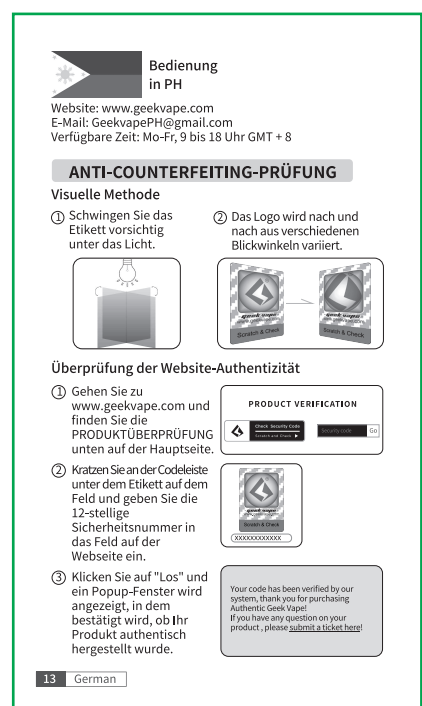 Bedienung
in PH
Website: www.geekvape.com
E-Mail: GeekvapePH@gmail.com
Verfügbare Zeit: Mo-Fr, 9 bis 18 Uhr GMT + 8
ANTI-COUNTERFEITING-PRÜFUNG
Visuelle Methode
1 Schwingen Sie das
Etikett vorsichtig
unter das Licht.
2 Das Logo wird nach und
nach aus verschiedenen
Blickwinkeln variiert.
geek vape
Scratch & Check
geek vape
Scratch & Check
Überprüfung der Website-Authentizität
1 Gehen Sie zu
www.geekvape.com und
finden Sie die
PRODUKTÜBERPRÜFUNG
unten auf der Hauptseite.
PRODUCT VERIFICATION
Check Security Code
Scratch and Check
Security code
Go
2 Kratzen Sie an der Codeleiste
unter dem Etikett auf dem
Feld und geben Sie die
12-stellige
Sicherheitsnummer in
das Feld auf der
Webseite ein.
geek vape
Scratch & Check
XXXXXXXXXXXX
3 Klicken Sie auf "Los" und
ein Popup-Fenster wird
angezeigt, in dem
bestätigt wird, ob Ihr
Produkt authentisch
hergestellt wurde.
Your code has been verified by our
system, thank you for purchasing
Authentic Geek Vape!
If you have any question on your
product , please submit a ticket here!
13 German